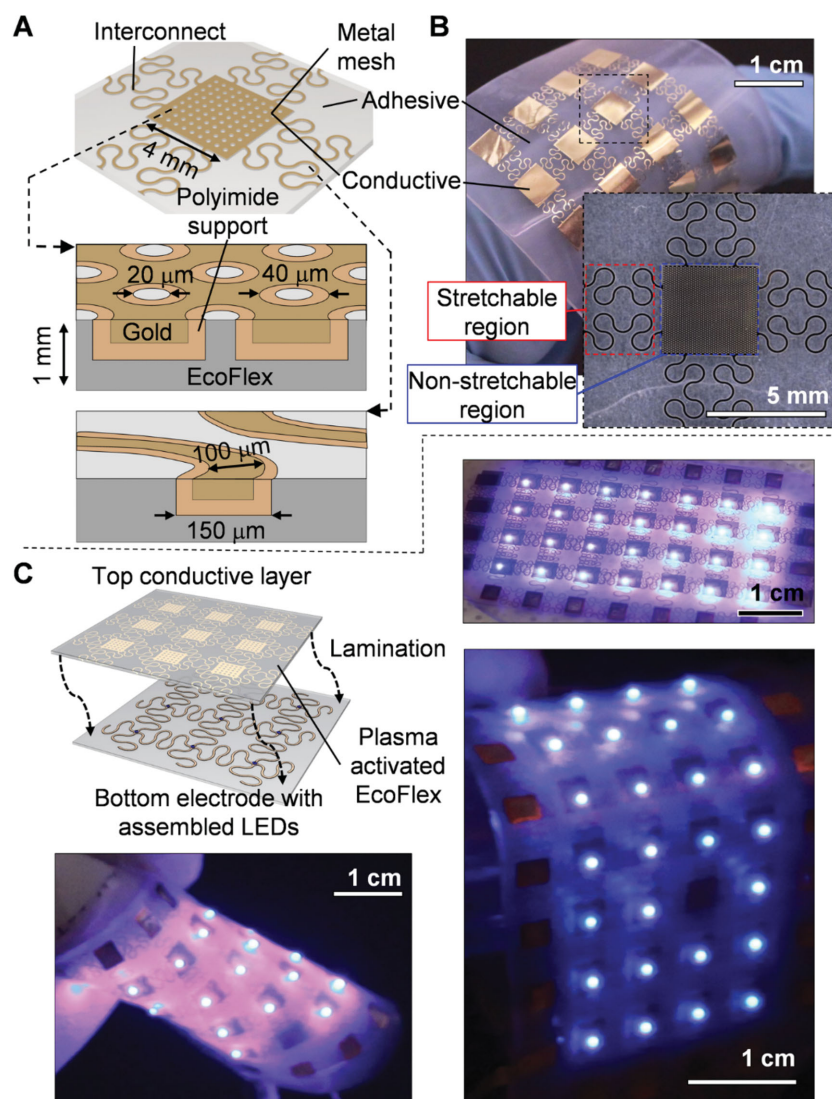 A
Interconnect
Metal
mesh
Adhesive
4 mm
Conductive
Polyimide
support
20 μm
40 μm
Gold
1 mm
EcoFlex
100 μm
150 μm
B
1 cm
Stretchable
region
Non-stretchable
region
5 mm
1 cm
C
Top conductive layer
Lamination
Plasma
activated
EcoFlex
Bottom electrode with
assembled LEDs
1 cm
1 cm